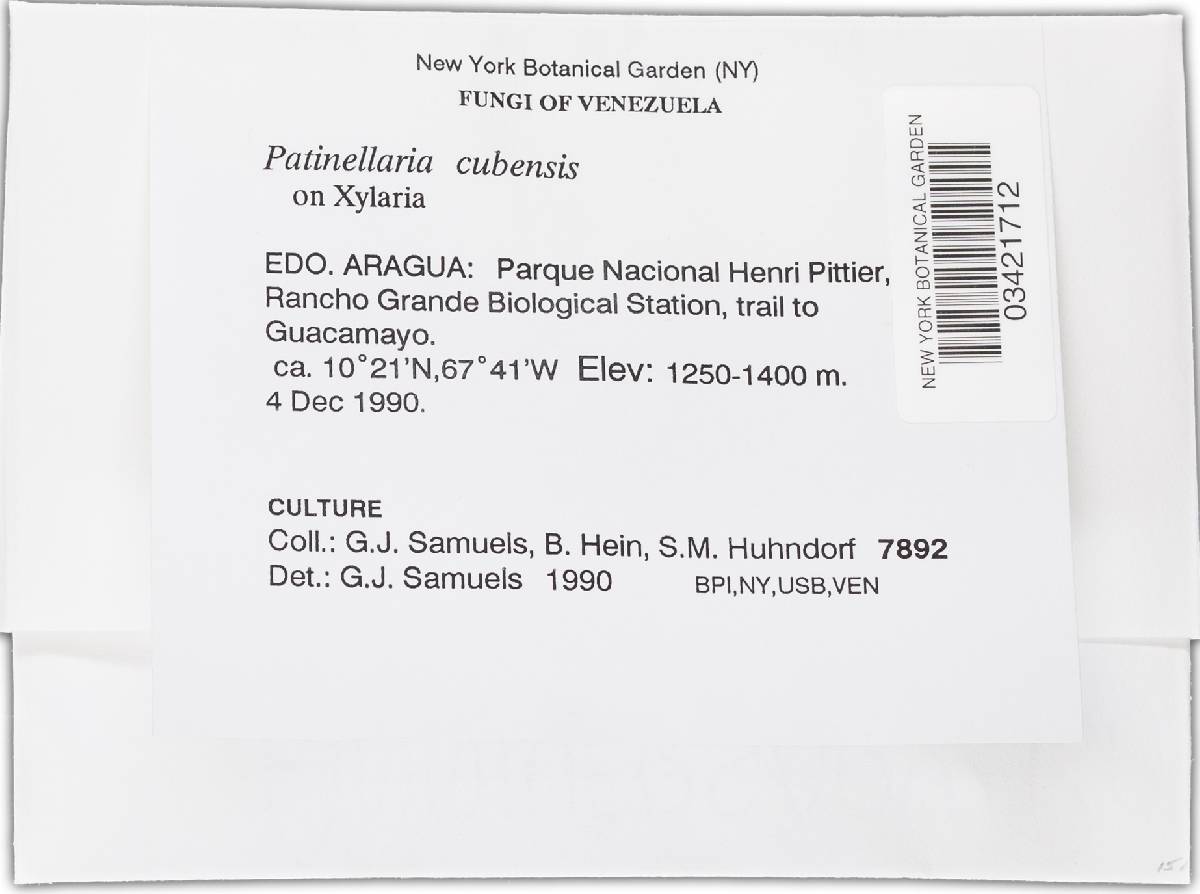 New York Botanical Garden (NY)
FUNGI OF VENEZUELA
Patinellaria cubensis
on Xylaria
EDO. ARAGUA: Parque Nacional Henri Pittier,
Rancho Grande Biological Station, trail to
Guacamayo.
ca. 10°21'N,67°41'W Elev: 1250-1400 m.
4 Dec 1990.
CULTURE
Coll.: G.J. Samuels, B. Hein, S.M. Huhndorf 7892
Det.: G.J. Samuels 1990 BPI,NY,USB,VEN
NEW YORK BOTANICAL GARDEN
03421712